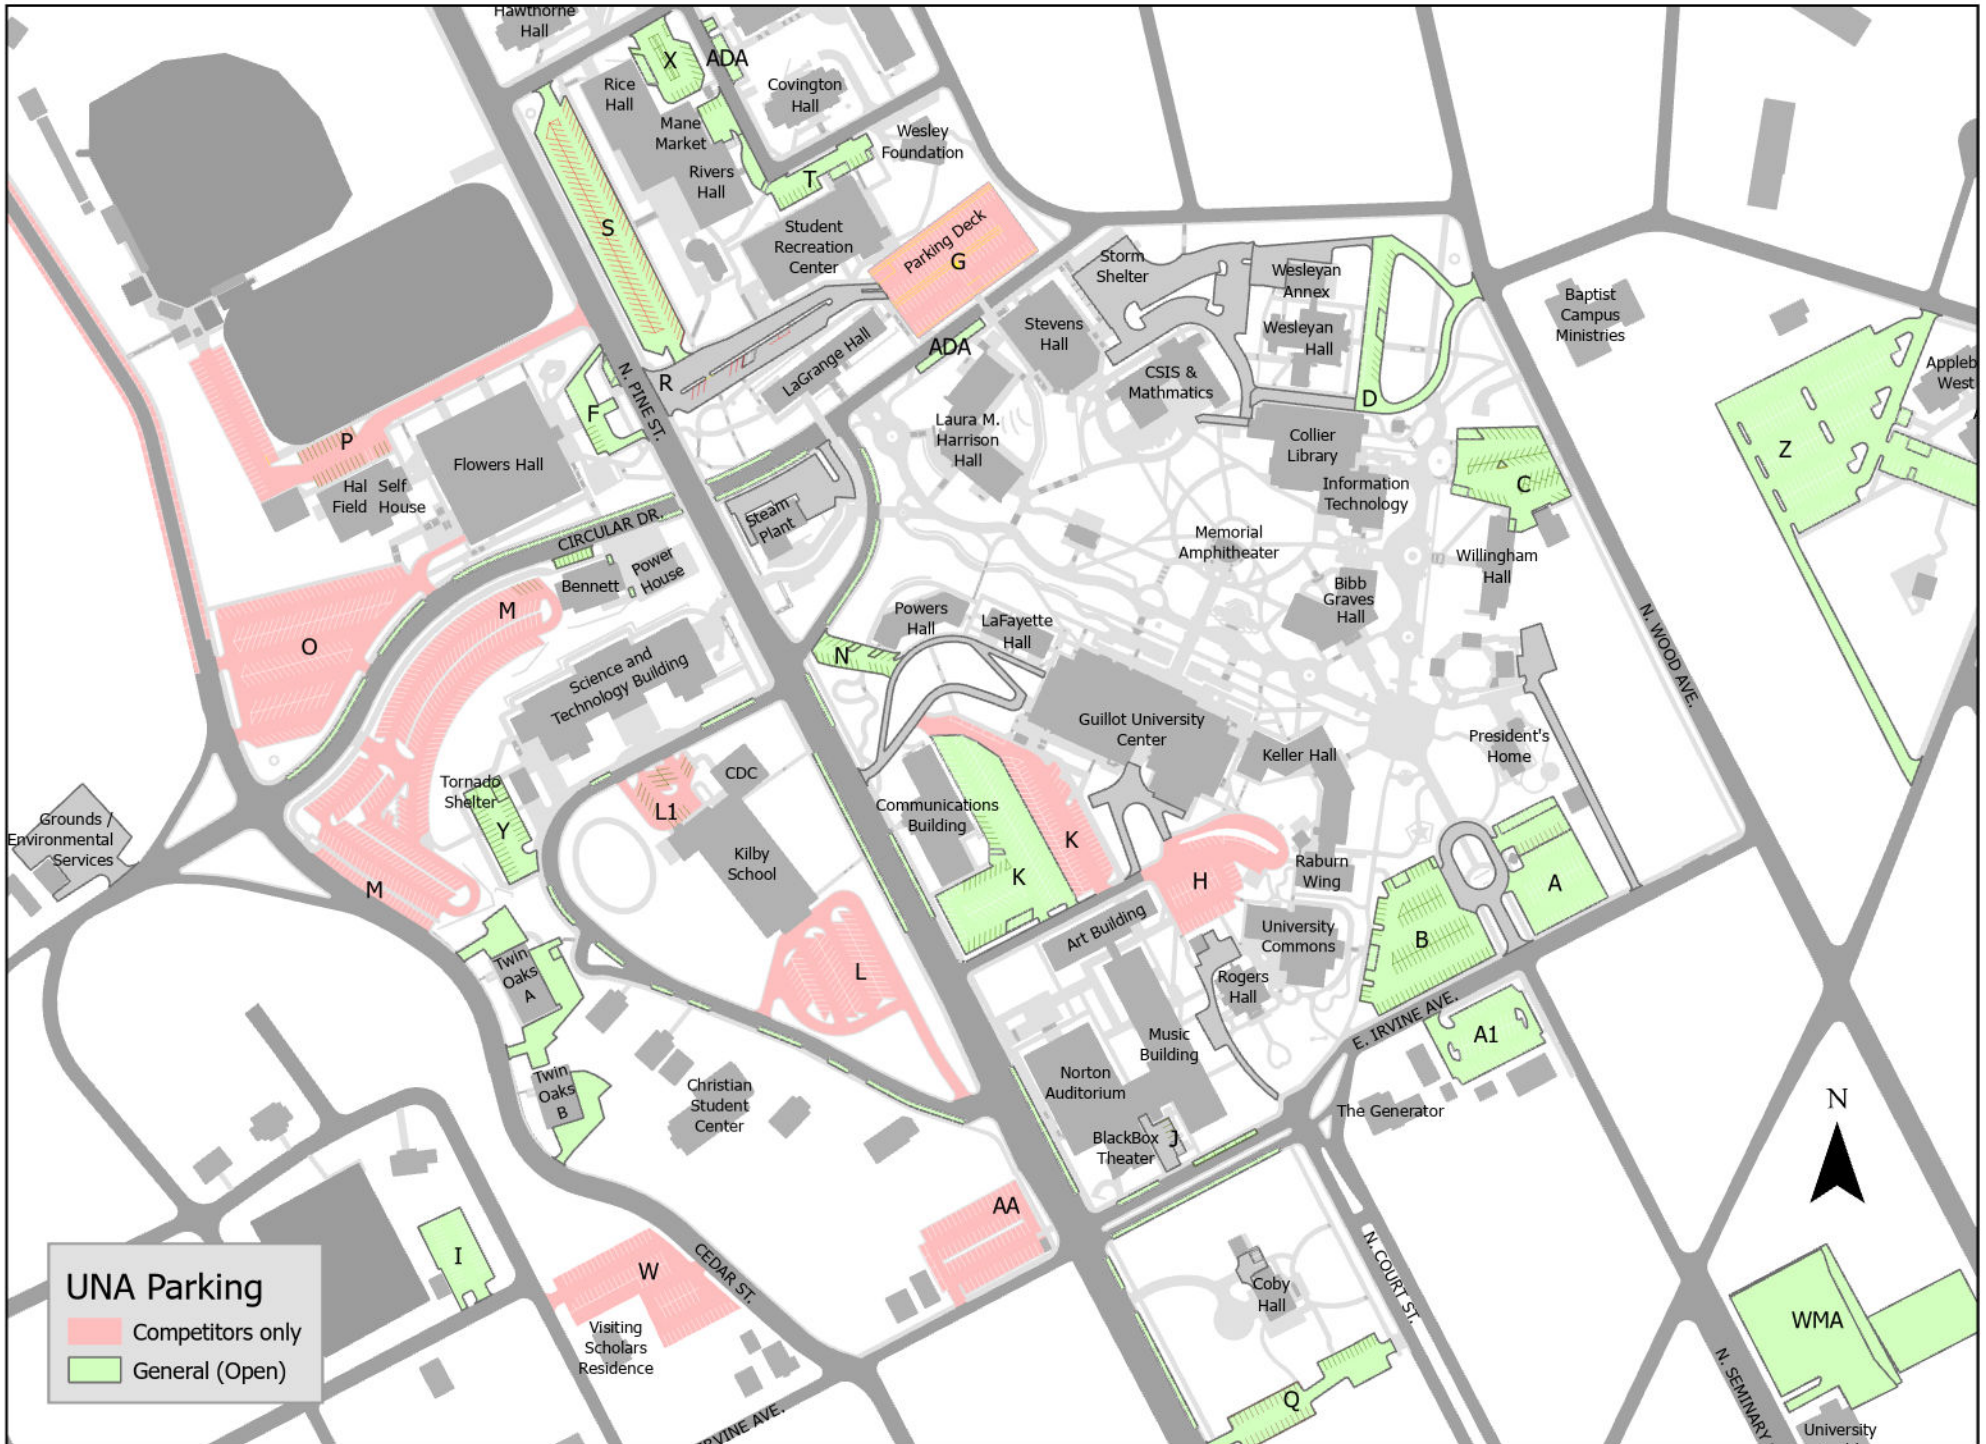 Hawthorne
Hall
X
ADA
Rice
Hall
Covington
Hall
Mane
Market
Wesley
Foundation
Rivers
Hall
T
S
Student
Recreation
Center
Parking Deck
G
Storm
Shelter
Wesleyan
Annex
Wesleyan
Hall
Baptist
Campus
Ministries
Stevens
Hall
ADA
LaGrange Hall
R
N. PINE ST.
F
CSIS &
Mathmatics
D
Appleb
West
Laura M.
Harrison
Hall
Collier
Library
Z
P
Flowers Hall
Hal Self
Field House
Information
Technology
C
Steam
Plant
CIRCULAR DR.
Memorial
Amphitheater
Willingham
Hall
Bennett
Power
House
Bibb
Graves
Hall
M
O
Powers
Hall
LaFayette
Hall
N
N. WOOD AVE.
Science and
Technology Building
Guillot University
Center
President's
Home
Keller Hall
CDC
Tornado
Shelter
Y
L1
Communications
Building
Grounds /
Environmental
Services
K
K
Kilby
School
H
Raburn
Wing
M
A
Art Building
University
Commons
B
L
Twin
Oaks
A
Rogers
Hall
E. IRVINE AVE.
A1
Music
Building
Norton
Auditorium
Twin
Oaks
B
Christian
Student
Center
The Generator
N
BlackBox
Theater
J
AA
I
W
CEDAR ST.
N. COURT ST.
Coby
Hall
WMA
Visiting
Scholars
Residence
N. SEMINARY
Q
RVINE AVE.
University
UNA Parking
Competitors only
General (Open)